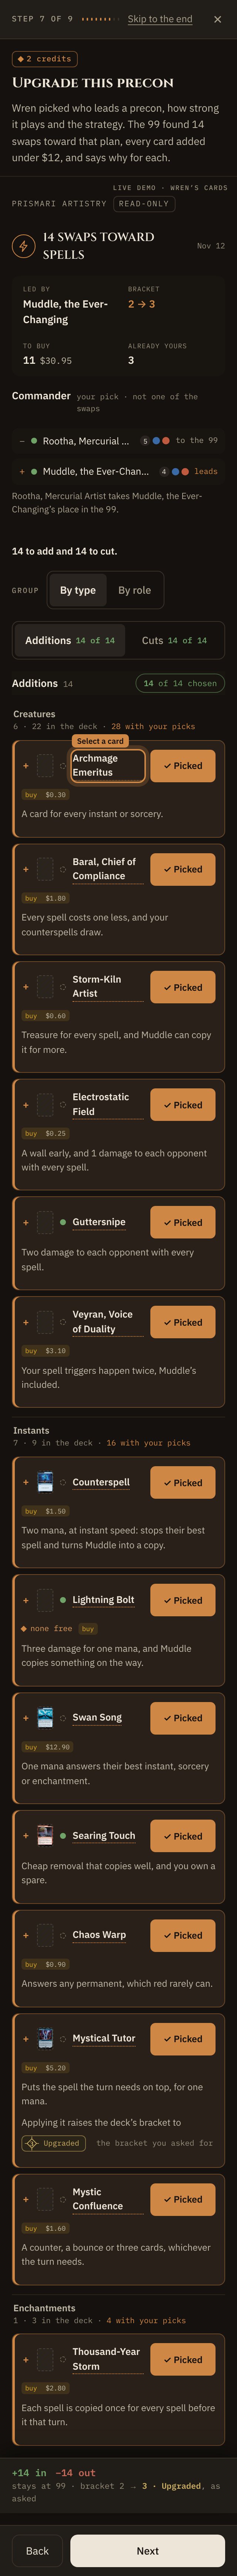 STEP 7 OF 9 Skip to the end ×
2 credits
UPGRADE THIS PRECON
Wren picked who leads a precon, how strong
it plays and the strategy. The 99 found 14
swaps toward that plan, every card added
under $12, and says why for each.
LIVE DEMO · WREN'S CARDS
PRISMARI ARTISTRY READ-ONLY
14 SWAPS TOWARD
SPELLS
Nov 12
LED BY
Muddle, the Ever-
Changing
BRACKET
2 → 3
TO BUY
11 $30.95
ALREADY YOURS
3
Commander your pick · not one of the
swaps
− Rootha, Mercurial ... 5 to the 99
+ Muddle, the Ever-Chan... 4 leads
Rootha, Mercurial Artist takes Muddle, the Ever-
Changing's place in the 99.
14 to add and 14 to cut.
GROUP By type By role
Additions 14 of 14 Cuts 14 of 14
Additions 14 14 of 14 chosen
Creatures
6 · 22 in the deck · 28 with your picks
Select a card
+ Archmage
Emeritus
✓ Picked
buy $0.30
A card for every instant or sorcery.
+ Baral, Chief of
Compliance
✓ Picked
buy $1.80
Every spell costs one less, and your
counterspells draw.
+ Storm-Kiln
Artist
✓ Picked
buy $0.60
Treasure for every spell, and Muddle can copy
it for more.
+ Electrostatic
Field
✓ Picked
buy $0.25
A wall early, and 1 damage to each opponent
with every spell.
+ Guttersnipe ✓ Picked
Two damage to each opponent with every
spell.
+ Veyran, Voice
of Duality
✓ Picked
buy $3.10
Your spell triggers happen twice, Muddle's
included.
Instants
7 · 9 in the deck · 16 with your picks
+ Counterspell ✓ Picked
buy $1.50
Two mana, at instant speed: stops their best
spell and turns Muddle into a copy.
+ Lightning Bolt ✓ Picked
none free buy
Three damage for one mana, and Muddle
copies something on the way.
+ Swan Song ✓ Picked
buy $12.90
One mana answers their best instant, sorcery
or enchantment.
+ Searing Touch ✓ Picked
Cheap removal that copies well, and you own a
spare.
+ Chaos Warp ✓ Picked
buy $0.90
Answers any permanent, which red rarely can.
+ Mystical Tutor ✓ Picked
buy $5.20
Puts the spell the turn needs on top, for one
mana.
Applying it raises the deck's bracket to
Upgraded the bracket you asked for
+ Mystic
Confluence
✓ Picked
buy $1.60
A counter, a bounce or three cards, whichever
the turn needs.
Enchantments
1 · 3 in the deck · 4 with your picks
+ Thousand-Year
Storm
✓ Picked
buy $2.80
Each spell is copied once for every spell before
it that turn.
+14 in −14 out
stays at 99 · bracket 2 → 3 · Upgraded, as
asked
Back Next